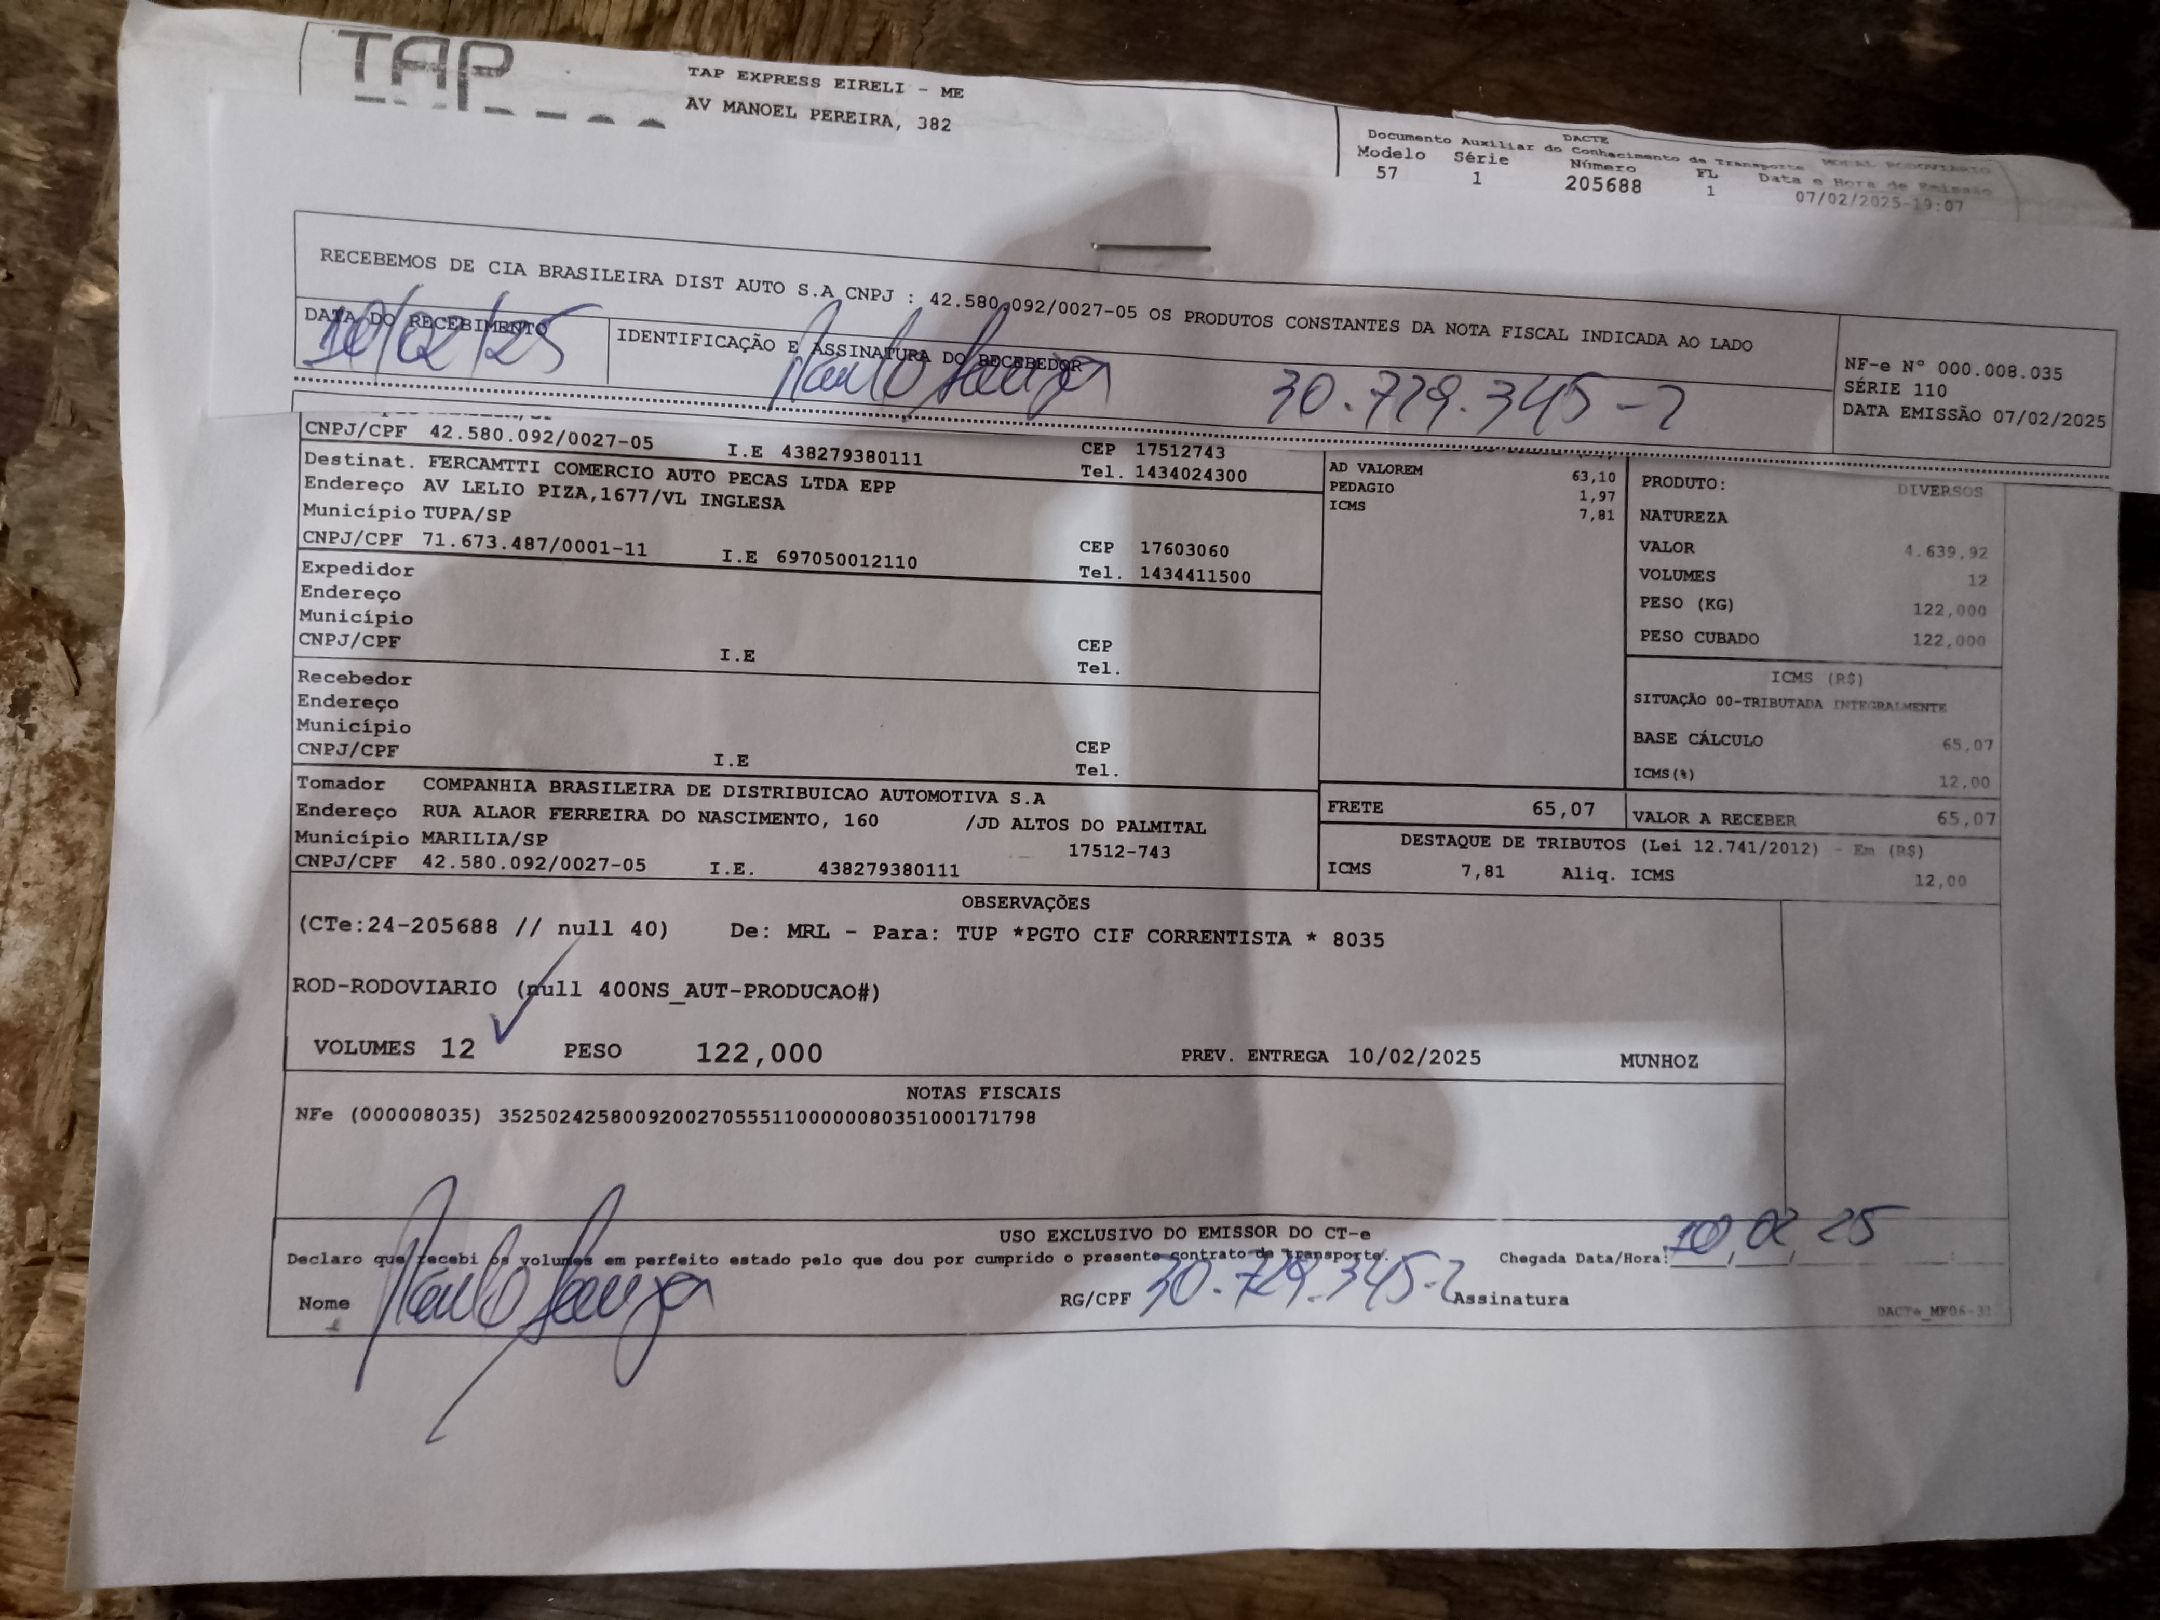 TAP
TAP EXPRESS EIRELI - ME
AV MANOEL PEREIRA, 382
DACTE
Documento Auxiliar do Conhecimento de Transporte MODAL RODOVIARIO
Modelo Série Número FL Data e Hora de Emissão
57 1 205688 1 07/02/2025-19:07
RECEBEMOS DE CIA BRASILEIRA DIST AUTO S.A CNPJ : 42.580.092/0027-05 OS PRODUTOS CONSTANTES DA NOTA FISCAL INDICADA AO LADO
DATA DO RECEBIMENTO
10/02/25
IDENTIFICAÇÃO E ASSINATURA DO RECEBEDOR
Paulo Souza 30.729.345-2
NF-e Nº 000.008.035
SÉRIE 110
DATA EMISSÃO 07/02/2025
CNPJ/CPF 42.580.092/0027-05 I.E 438279380111 CEP 17512743
Tel. 1434024300
Destinat. FERCAMTTI COMERCIO AUTO PECAS LTDA EPP
Endereço AV LELIO PIZA,1677/VL INGLESA
Município TUPA/SP
CEP 17603060
CNPJ/CPF 71.673.487/0001-11 I.E 697050012110 Tel. 1434411500
Expedidor
Endereço
Município
CEP
CNPJ/CPF I.E Tel.
Recebedor
Endereço
Município
CEP
CNPJ/CPF I.E Tel.
Tomador COMPANHIA BRASILEIRA DE DISTRIBUICAO AUTOMOTIVA S.A
Endereço RUA ALAOR FERREIRA DO NASCIMENTO, 160 /JD ALTOS DO PALMITAL
Município MARILIA/SP 17512-743
CNPJ/CPF 42.580.092/0027-05 I.E. 438279380111
AD VALOREM 63,10
PEDAGIO 1,97
ICMS 7,81
PRODUTO: DIVERSOS
NATUREZA
VALOR 4.639,92
VOLUMES 12
PESO (KG) 122,000
PESO CUBADO 122,000
ICMS (R$)
SITUAÇÃO 00-TRIBUTADA INTEGRALMENTE
BASE CÁLCULO 65,07
ICMS(%) 12,00
FRETE 65,07
VALOR A RECEBER 65,07
DESTAQUE DE TRIBUTOS (Lei 12.741/2012) - Em (R$)
ICMS 7,81 Aliq. ICMS 12,00
OBSERVAÇÕES
(CTe:24-205688 // null 40) De: MRL - Para: TUP *PGTO CIF CORRENTISTA * 8035
ROD-RODOVIARIO (null 400NS_AUT-PRODUCAO#)
VOLUMES 12 PESO 122,000 PREV. ENTREGA 10/02/2025 MUNHOZ
NOTAS FISCAIS
NFe (000008035) 35250242580092002705551100000080351000171798
USO EXCLUSIVO DO EMISSOR DO CT-e
Declaro que recebi os volumes em perfeito estado pelo que dou por cumprido o presente contrato de transporte. Chegada Data/Hora: 10/02/25
Nome Paulo Souza RG/CPF 30.729.345-2 Assinatura
DACTe_MF06-31